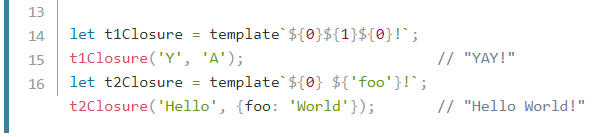 13
14 let t1Closure = template`${0}${1}${0}!`;
15 t1Closure('Y', 'A');                        // "YAY!"
16 let t2Closure = template`${0} ${'foo'}!`;
t2Closure('Hello', {foo: 'World'});        // "Hello World!"